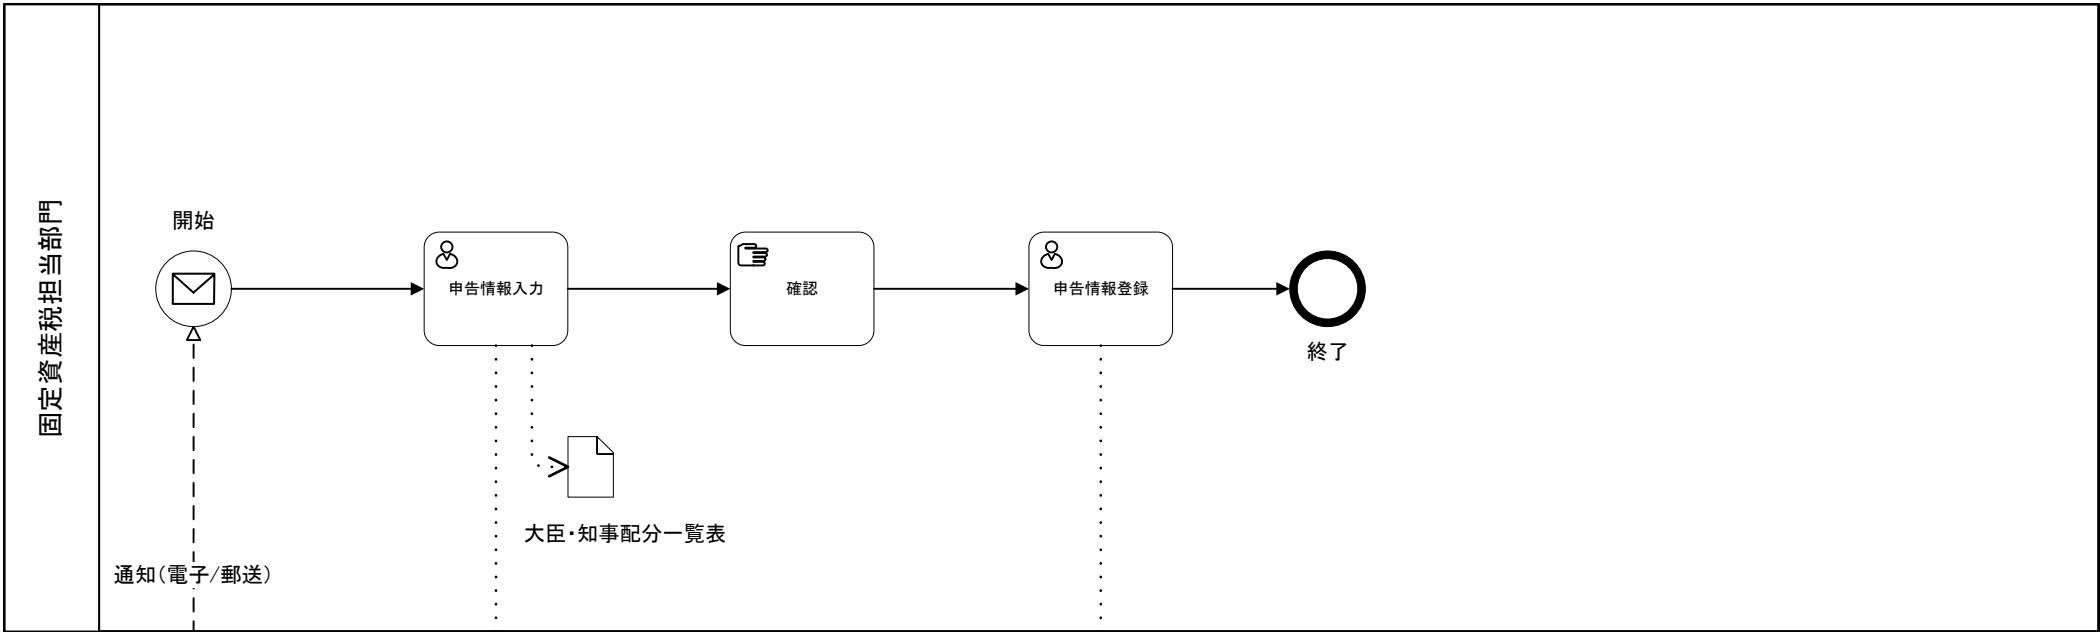 固定資産税担当部門
開始
申告情報入力
確認
申告情報登録
終了
大臣・知事配分一覧表
通知(電子/郵送)